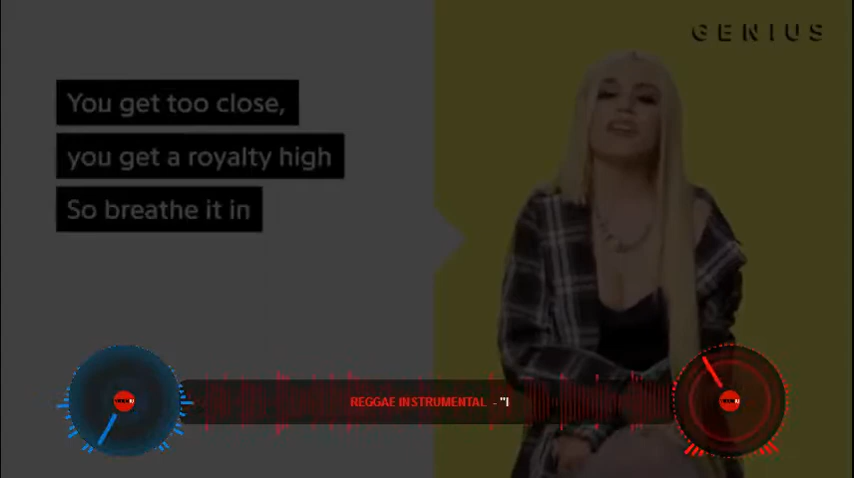 GENIUS
You get too close,
you get a royalty high
So breathe it in
REGGAE INSTRUMENTAL - "I